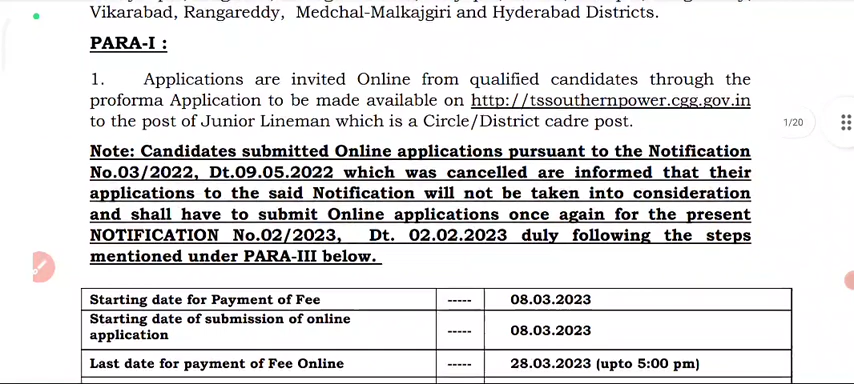 Vikarabad, Rangareddy, Medchal-Malkajgiri and Hyderabad Districts.
PARA-I :
1. Applications are invited Online from qualified candidates through the
proforma Application to be made available on http://tssouthernpower.cgg.gov.in
to the post of Junior Lineman which is a Circle/District cadre post.
1/20
Note: Candidates submitted Online applications pursuant to the Notification
No.03/2022, Dt.09.05.2022 which was cancelled are informed that their
applications to the said Notification will not be taken into consideration
and shall have to submit Online applications once again for the present
NOTIFICATION No.02/2023, Dt. 02.02.2023 duly following the steps
mentioned under PARA-III below.
Starting date for Payment of Fee ----- 08.03.2023
Starting date of submission of online
application ----- 08.03.2023
Last date for payment of Fee Online ----- 28.03.2023 (upto 5:00 pm)